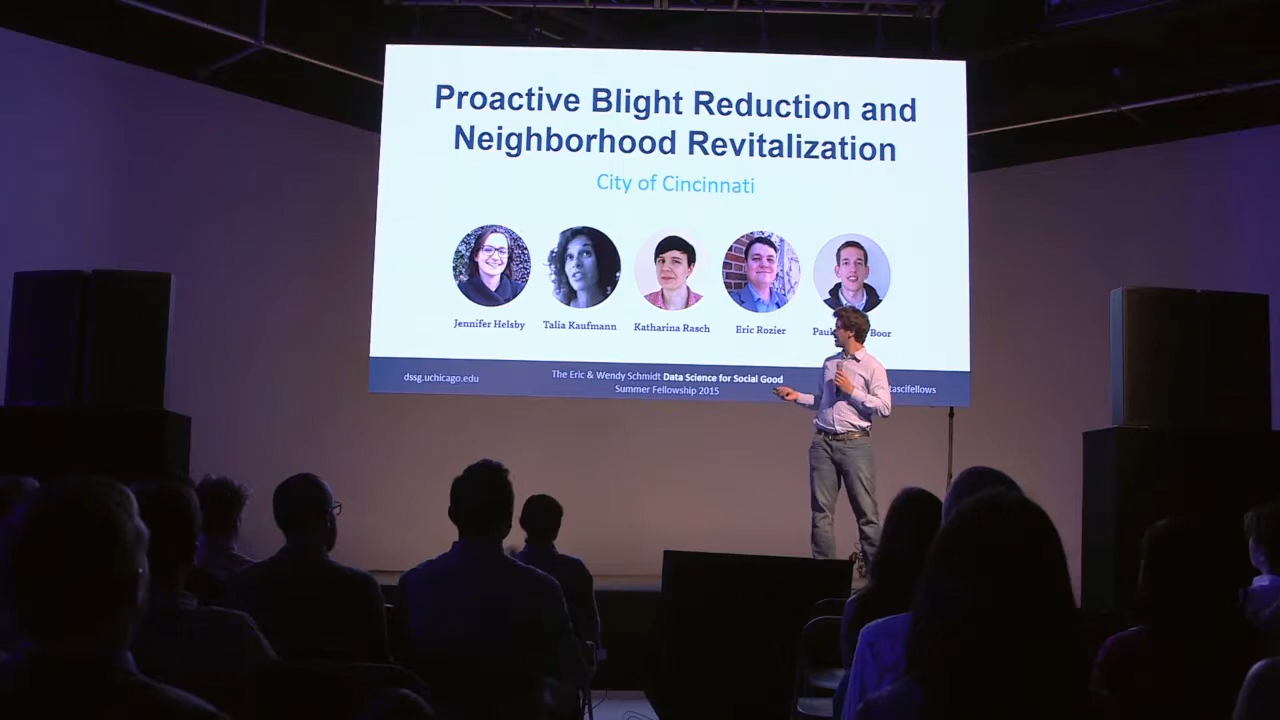 Proactive Blight Reduction and
Neighborhood Revitalization
City of Cincinnati
Jennifer Helsby
Talia Kaufmann
Katharina Rasch
Eric Rozier
Boor
dssg.uchicago.edu
The Eric & Wendy Schmidt Data Science for Social Good
Summer Fellowship 2015